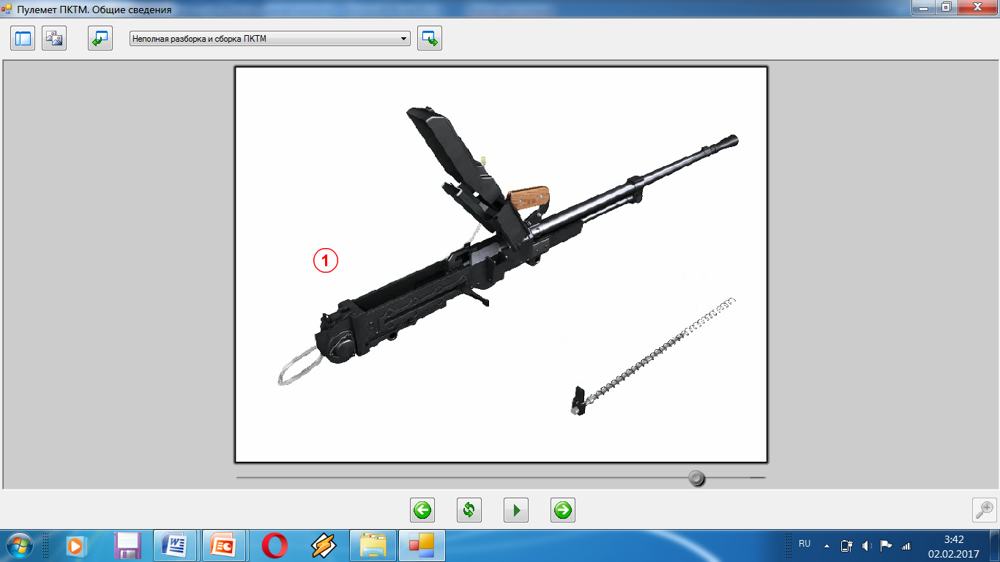 Пулемет ПКТМ. Общие сведения
Неполная разборка и сборка ПКТМ
1
RU
3:42
02.02.2017